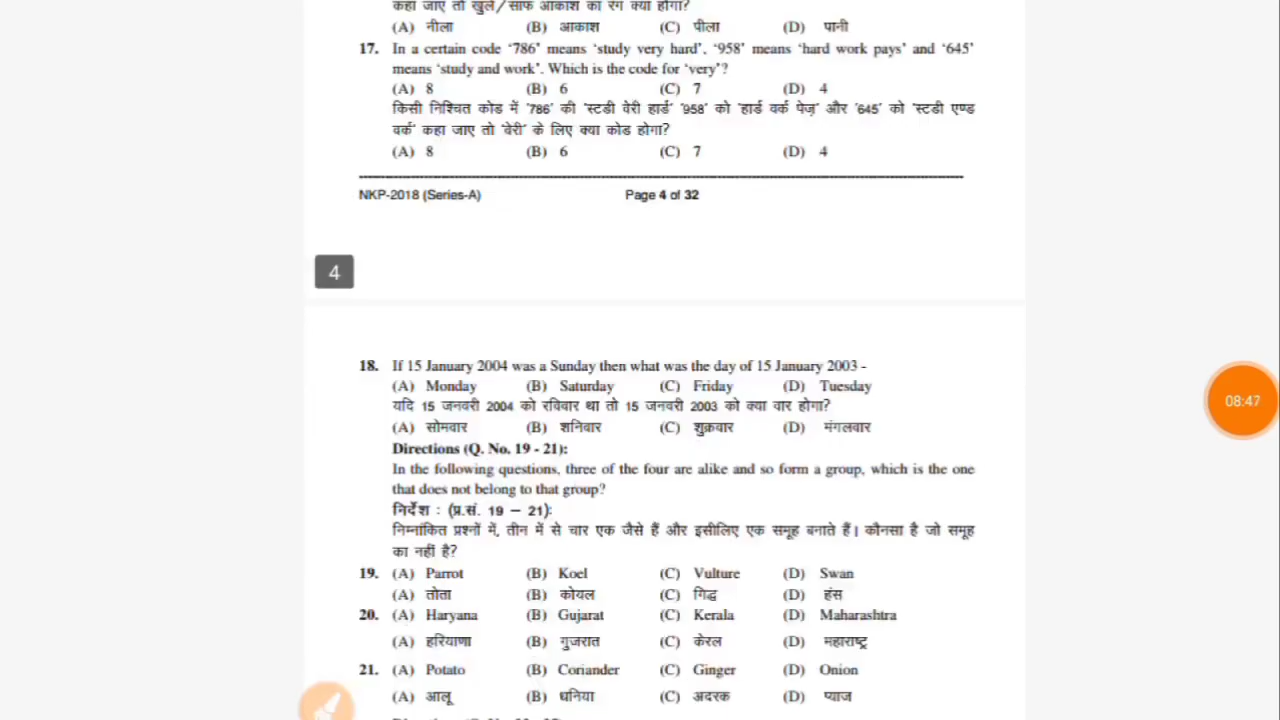 कहा जाए तो खुले/साफ आकाश का रंग क्या होगा?
(A) नीला (B) आकाश (C) पीला (D) पानी
17. In a certain code ‘786’ means ‘study very hard’, ‘958’ means ‘hard work pays’ and ‘645’
means ‘study and work’. Which is the code for ‘very’?
(A) 8 (B) 6 (C) 7 (D) 4
किसी निश्चित कोड में '786' की 'स्टडी वेरी हार्ड' '958' को 'हार्ड वर्क पेज़' और '645' को 'स्टडी एण्ड
वर्क' कहा जाए तो 'वेरी' के लिए क्या कोड होगा?
(A) 8 (B) 6 (C) 7 (D) 4
NKP-2018 (Series-A) Page 4 of 32
4
18. If 15 January 2004 was a Sunday then what was the day of 15 January 2003 -
(A) Monday (B) Saturday (C) Friday (D) Tuesday
यदि 15 जनवरी 2004 को रविवार था तो 15 जनवरी 2003 को क्या वार होगा?
(A) सोमवार (B) शनिवार (C) शुक्रवार (D) मंगलवार
Directions (Q. No. 19 - 21):
In the following questions, three of the four are alike and so form a group, which is the one
that does not belong to that group?
निर्देश : (प्र.सं. 19 – 21):
निम्नांकित प्रश्नों में, तीन में से चार एक जैसे हैं और इसीलिए एक समूह बनाते हैं। कौनसा है जो समूह
का नहीं है?
19. (A) Parrot (B) Koel (C) Vulture (D) Swan
(A) तोता (B) कोयल (C) गिद्ध (D) हंस
20. (A) Haryana (B) Gujarat (C) Kerala (D) Maharashtra
(A) हरियाणा (B) गुजरात (C) केरल (D) महाराष्ट्र
21. (A) Potato (B) Coriander (C) Ginger (D) Onion
(A) आलू (B) धनिया (C) अदरक (D) प्याज
08:47